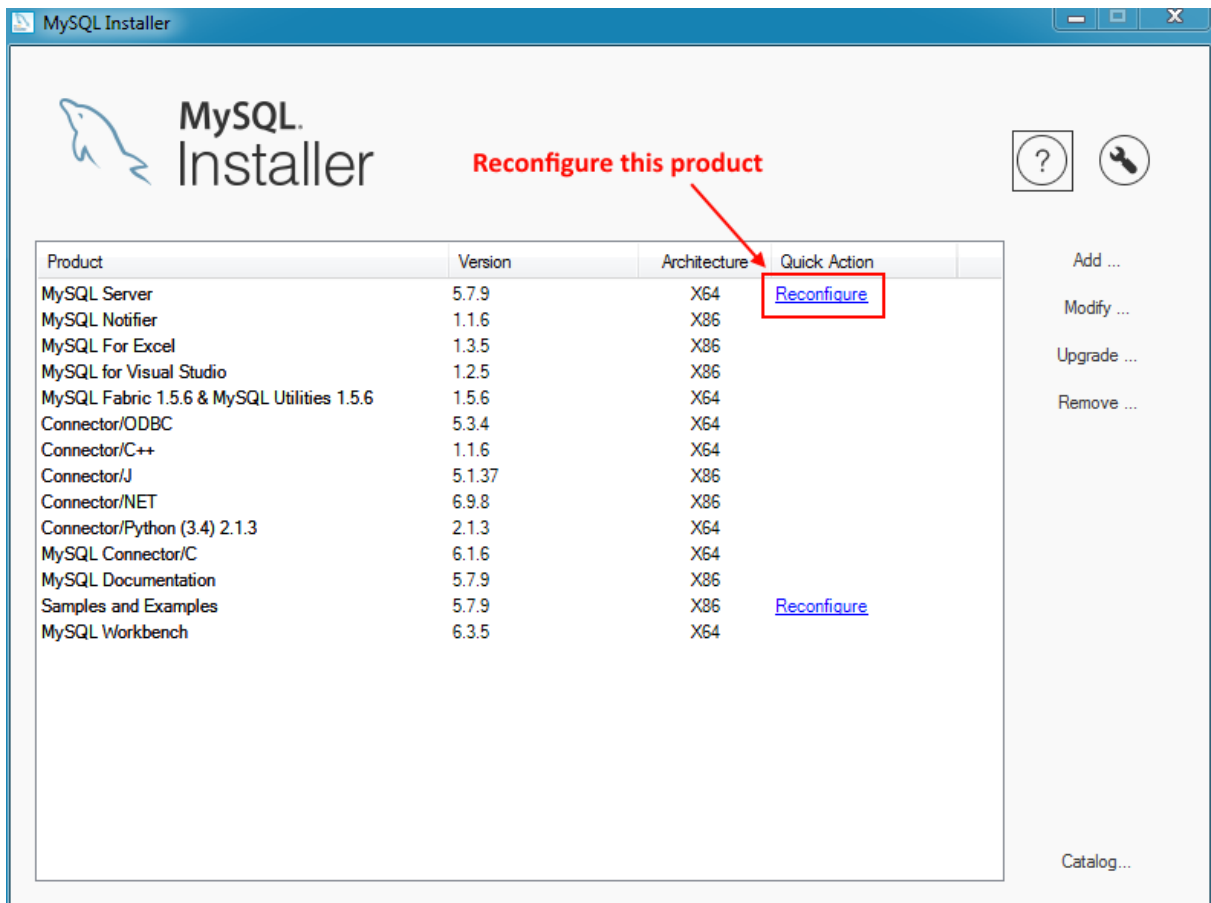 MySQL Installer
MySQL.
Installer
Reconfigure this product
?
Product Version Architecture Quick Action
MySQL Server 5.7.9 X64 Reconfigure
MySQL Notifier 1.1.6 X86
MySQL For Excel 1.3.5 X86
MySQL for Visual Studio 1.2.5 X86
MySQL Fabric 1.5.6 & MySQL Utilities 1.5.6 1.5.6 X64
Connector/ODBC 5.3.4 X64
Connector/C++ 1.1.6 X64
Connector/J 5.1.37 X86
Connector/NET 6.9.8 X86
Connector/Python (3.4) 2.1.3 2.1.3 X64
MySQL Connector/C 6.1.6 X64
MySQL Documentation 5.7.9 X86
Samples and Examples 5.7.9 X86 Reconfigure
MySQL Workbench 6.3.5 X64
Add ...
Modify ...
Upgrade ...
Remove ...
Catalog...